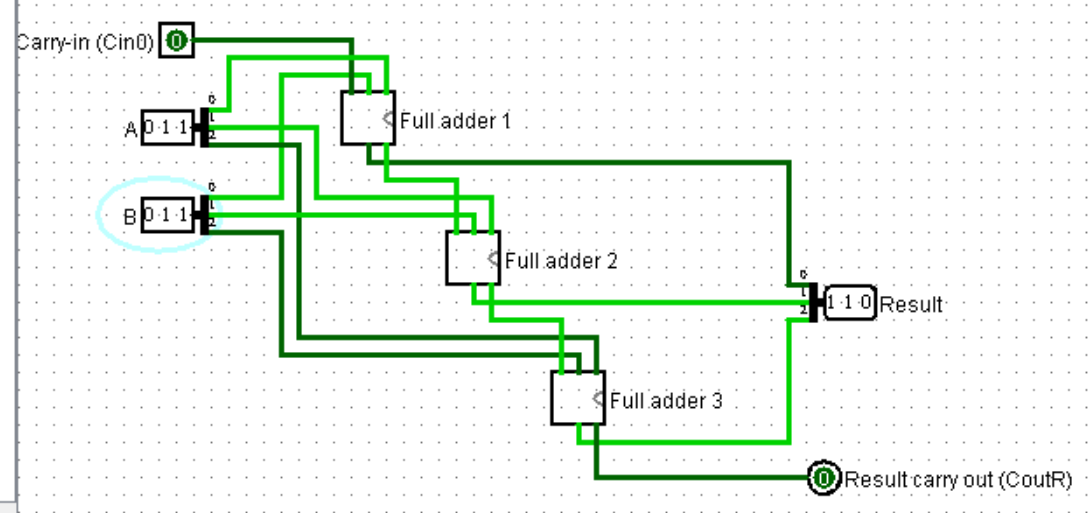 Carry-in (Cin0) 0
0
1
2
A 0 1 1
Full adder 1
0
1
2
B 0 1 1
Full adder 2
0
1
2
1 1 0 Result
Full adder 3
0 Result carry out (CoutR)